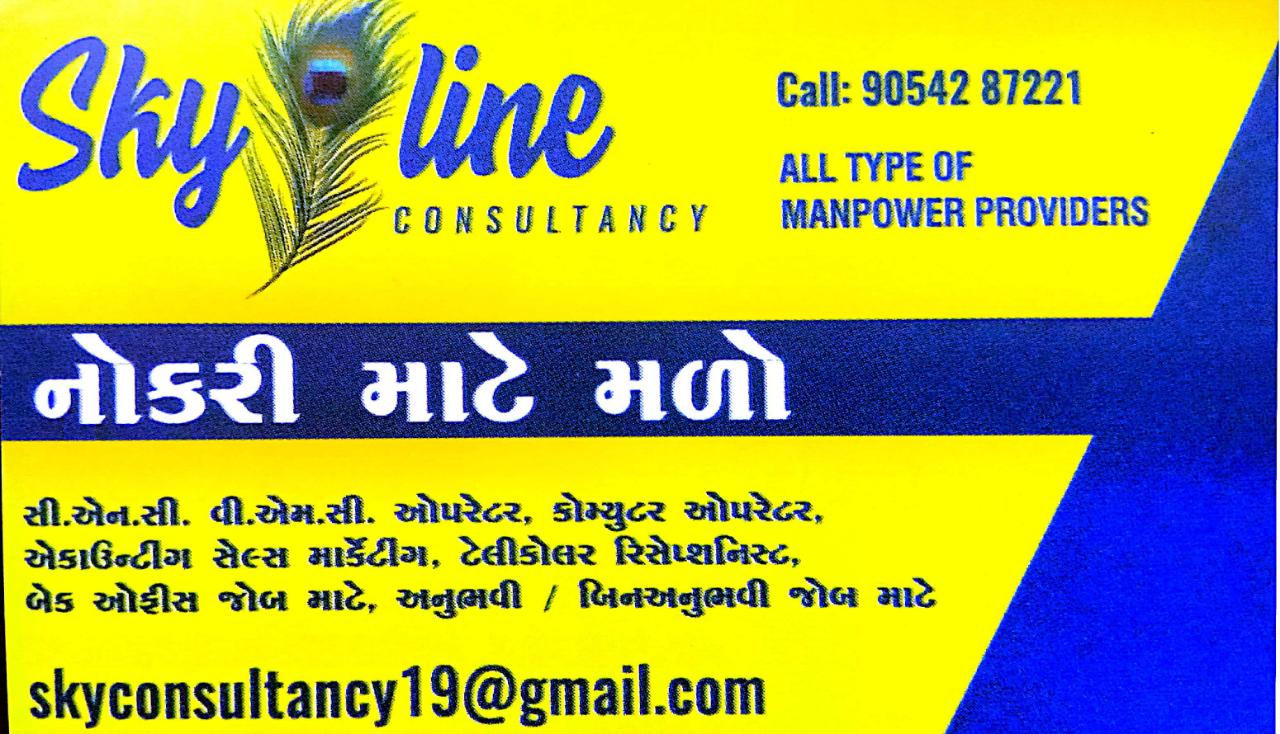 Sky line
CONSULTANCY
Call: 90542 87221
ALL TYPE OF
MANPOWER PROVIDERS
નોકરી માટે મળો
સી.એન.સી. વી.એમ.સી. ઓપરેટર, કોમ્યુટર ઓપરેટર,
એકાઉન્ટીંગ સેલ્સ માર્કેટીંગ, ટેલીકોલર રિસેપ્શનિસ્ટ,
બેક ઓફીસ જોબ માટે, અનુભવી / બિનઅનુભવી જોબ માટે
skyconsultancy19@gmail.com